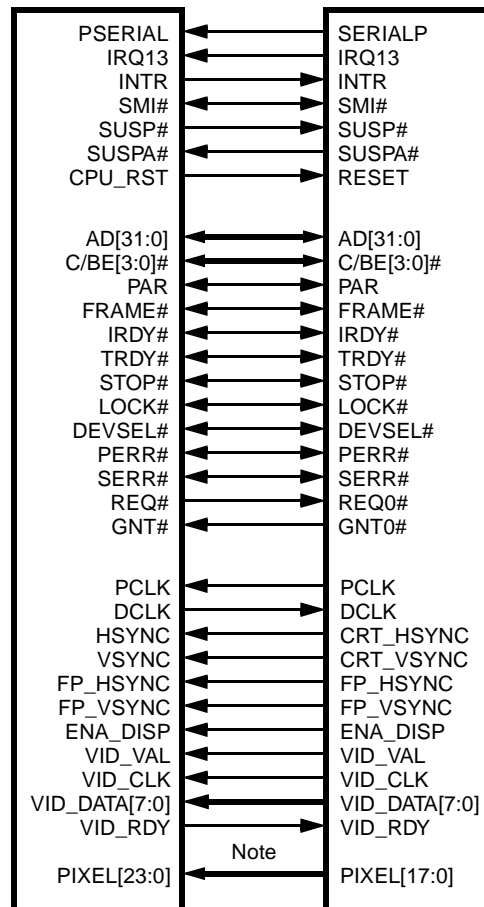 PSERIAL SERIALP
IRQ13 IRQ13
INTR INTR
SMI# SMI#
SUSP# SUSP#
SUSPA# SUSPA#
CPU_RST RESET
AD[31:0] AD[31:0]
C/BE[3:0]# C/BE[3:0]#
PAR PAR
FRAME# FRAME#
IRDY# IRDY#
TRDY# TRDY#
STOP# STOP#
LOCK# LOCK#
DEVSEL# DEVSEL#
PERR# PERR#
SERR# SERR#
REQ# REQ0#
GNT# GNT0#
PCLK PCLK
DCLK DCLK
HSYNC CRT_HSYNC
VSYNC CRT_VSYNC
FP_HSYNC FP_HSYNC
FP_VSYNC FP_VSYNC
ENA_DISP ENA_DISP
VID_VAL VID_VAL
VID_CLK VID_CLK
VID_DATA[7:0] VID_DATA[7:0]
VID_RDY VID_RDY
Note
PIXEL[23:0] PIXEL[17:0]